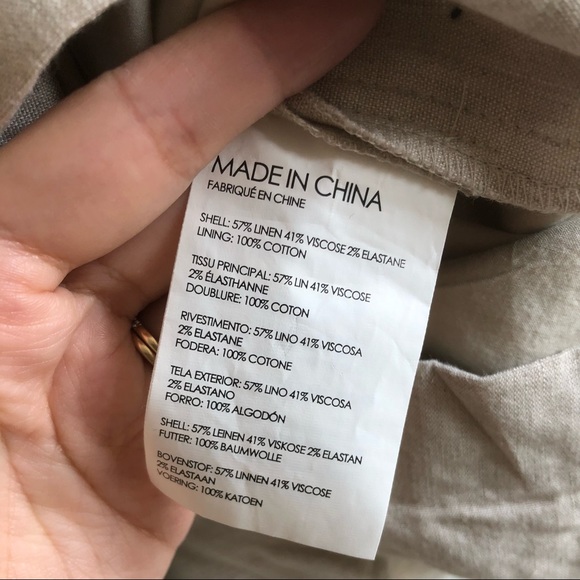 MADE IN CHINA
FABRIQUÉ EN CHINE
SHELL: 57% LINEN 41% VISCOSE 2% ELASTANE
LINING: 100% COTTON
TISSU PRINCIPAL: 57% LIN 41% VISCOSE
2% ÉLASTHANNE
DOUBLURE: 100% COTON
RIVESTIMENTO: 57% LINO 41% VISCOSA
2% ELASTANE
FODERA: 100% COTONE
TELA EXTERIOR: 57% LINO 41% VISCOSA
2% ELASTANO
FORRO: 100% ALGODÓN
SHELL: 57% LEINEN 41% VISKOSE 2% ELASTAN
FUTTER: 100% BAUMWOLLE
BOVENSTOF: 57% LINNEN 41% VISCOSE
2% ELASTAAN
VOERING: 100% KATOEN